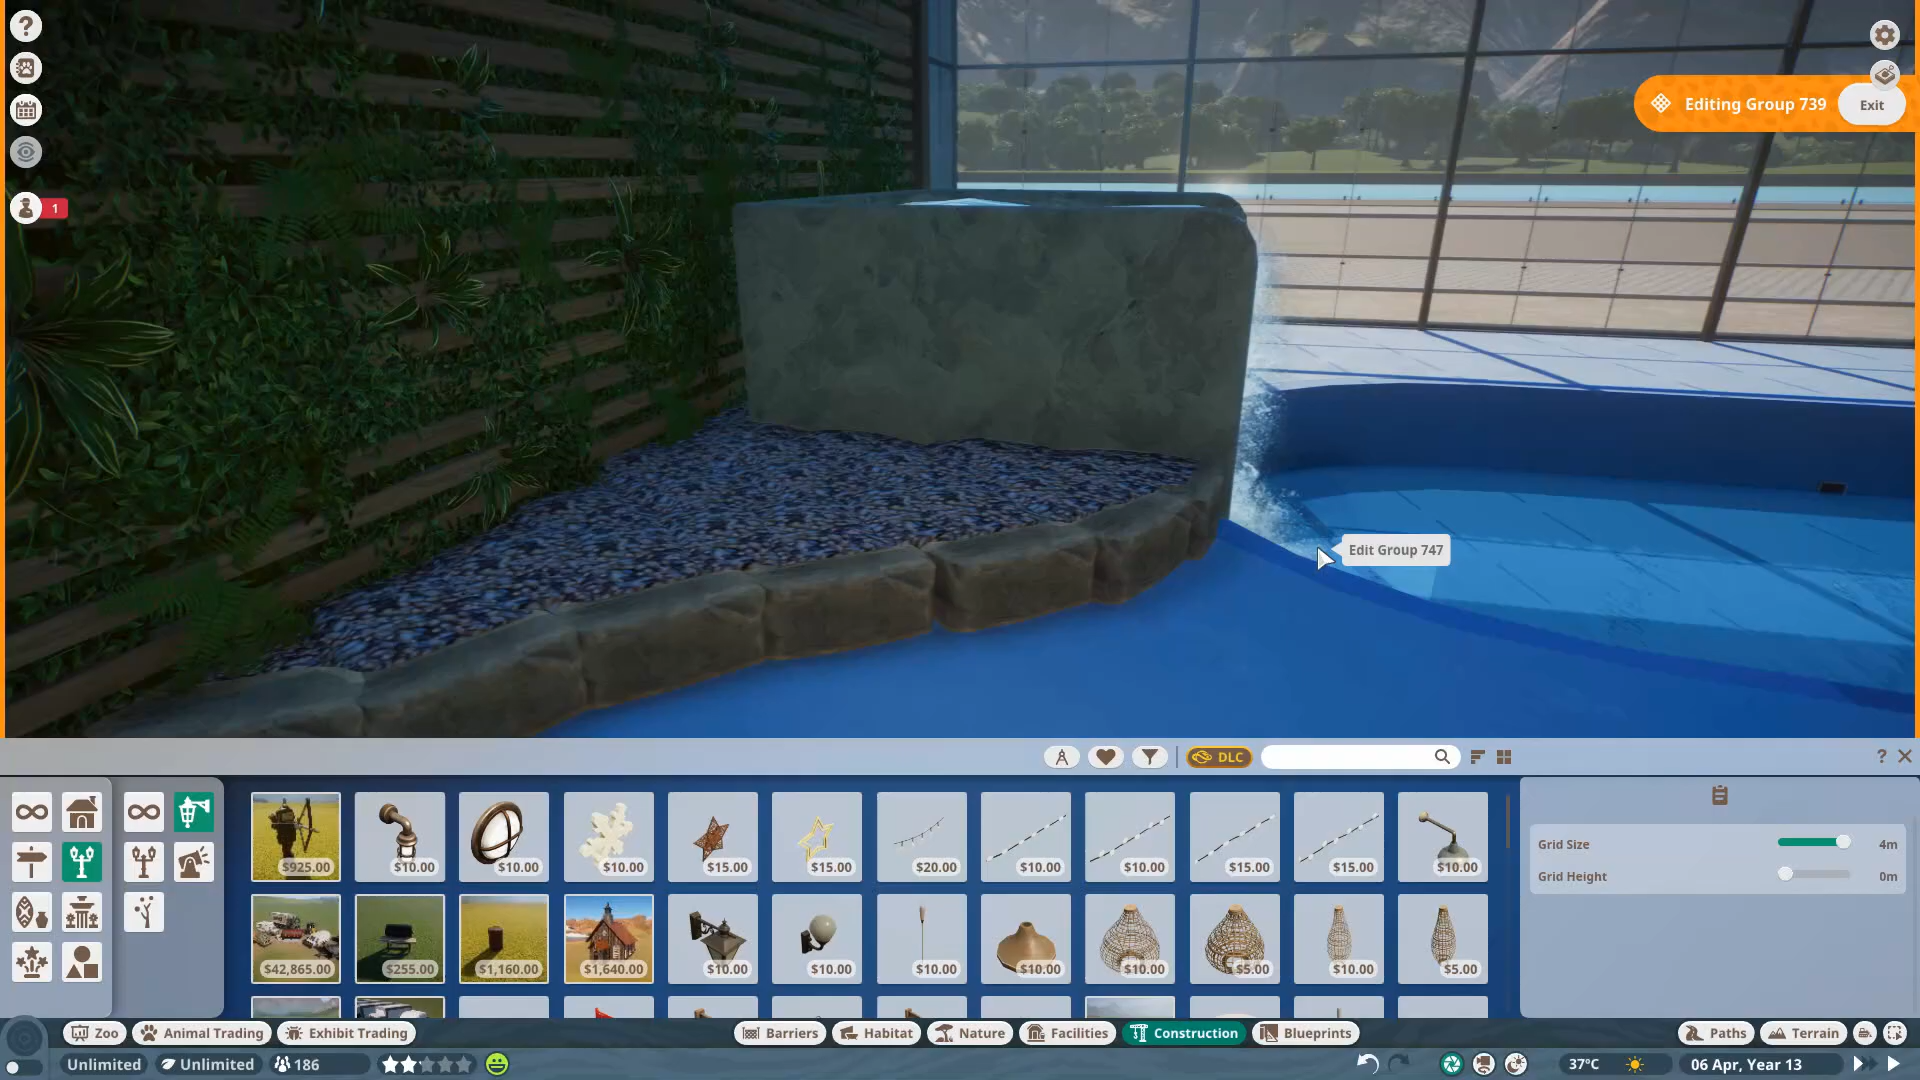 ?
Editing Group 739
Exit
1
Edit Group 747
DLC
?
$925.00
$10.00
$10.00
$10.00
$15.00
$15.00
$20.00
$10.00
$10.00
$15.00
$15.00
$10.00
Grid Size
4m
Grid Height
0m
$42,865.00
$255.00
$1,160.00
$1,640.00
$10.00
$10.00
$10.00
$10.00
$10.00
$5.00
$10.00
$5.00
Zoo
Animal Trading
Exhibit Trading
Barriers
Habitat
Nature
Facilities
Construction
Blueprints
Paths
Terrain
Unlimited
Unlimited
186
37°C
06 Apr, Year 13